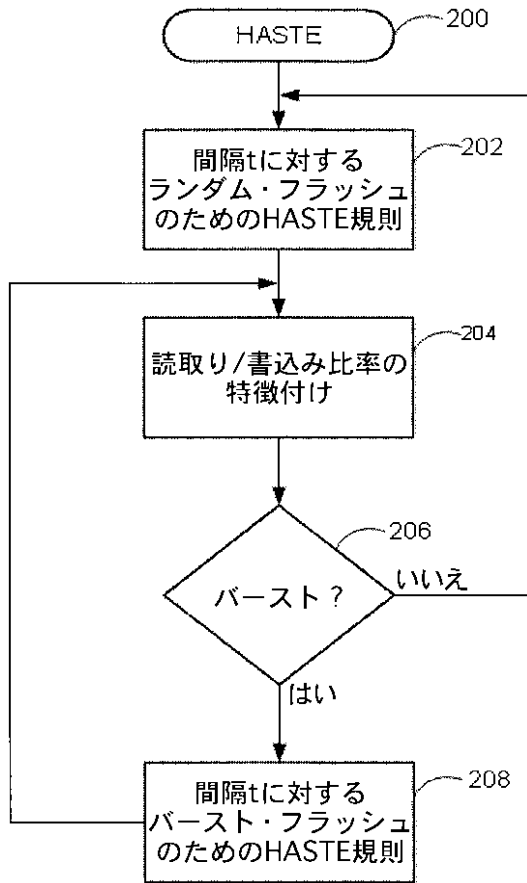 HASTE
200
間隔tに対する
ランダム・フラッシュ
のためのHASTE規則
202
読取り/書込み比率の
特徴付け
204
バースト?
206
いいえ
はい
間隔tに対する
バースト・フラッシュ
のためのHASTE規則
208